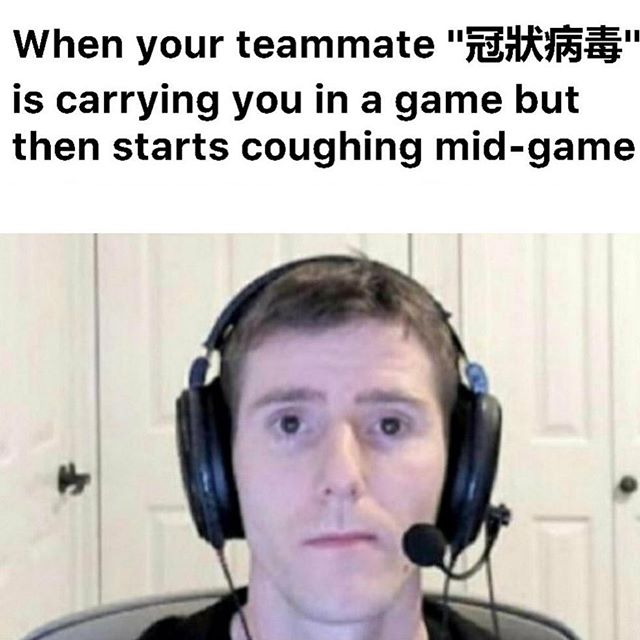 When your teammate "冠狀病毒"
is carrying you in a game but
then starts coughing mid-game